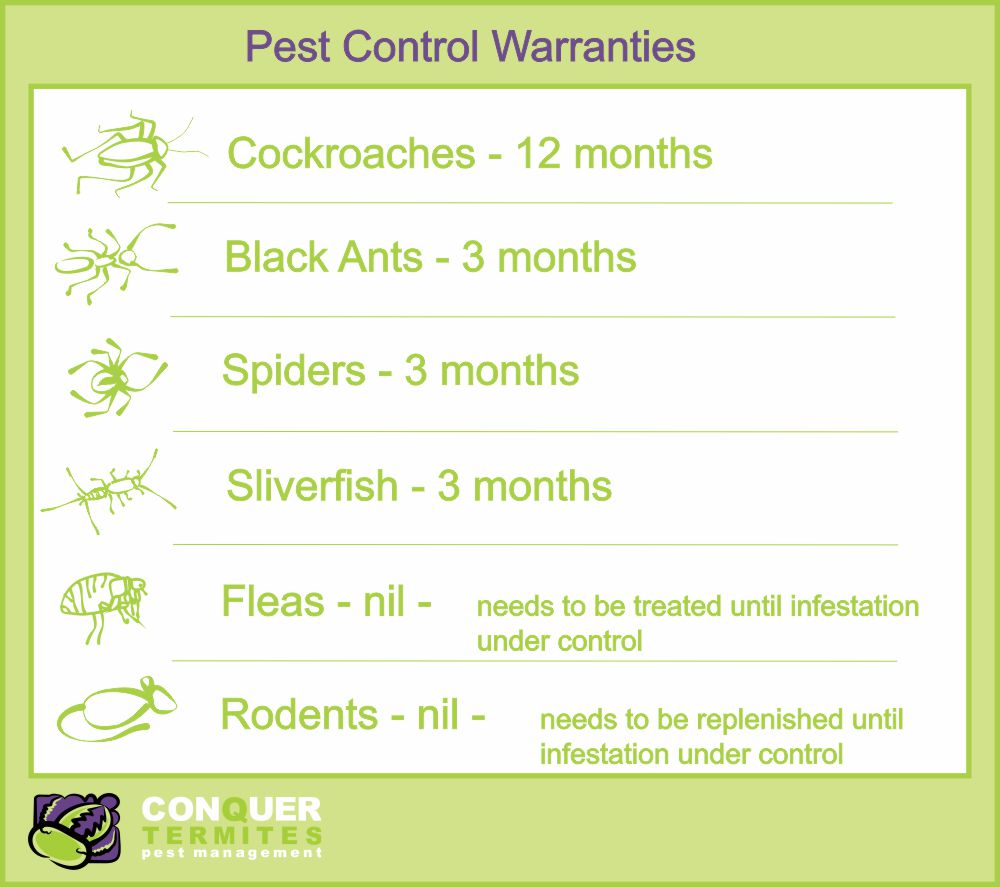 Pest Control Warranties
Cockroaches - 12 months
Black Ants - 3 months
Spiders - 3 months
Sliverfish - 3 months
Fleas - nil - needs to be treated until infestation
under control
Rodents - nil - needs to be replenished until
infestation under control
CONQUER
TERMITES
pest management